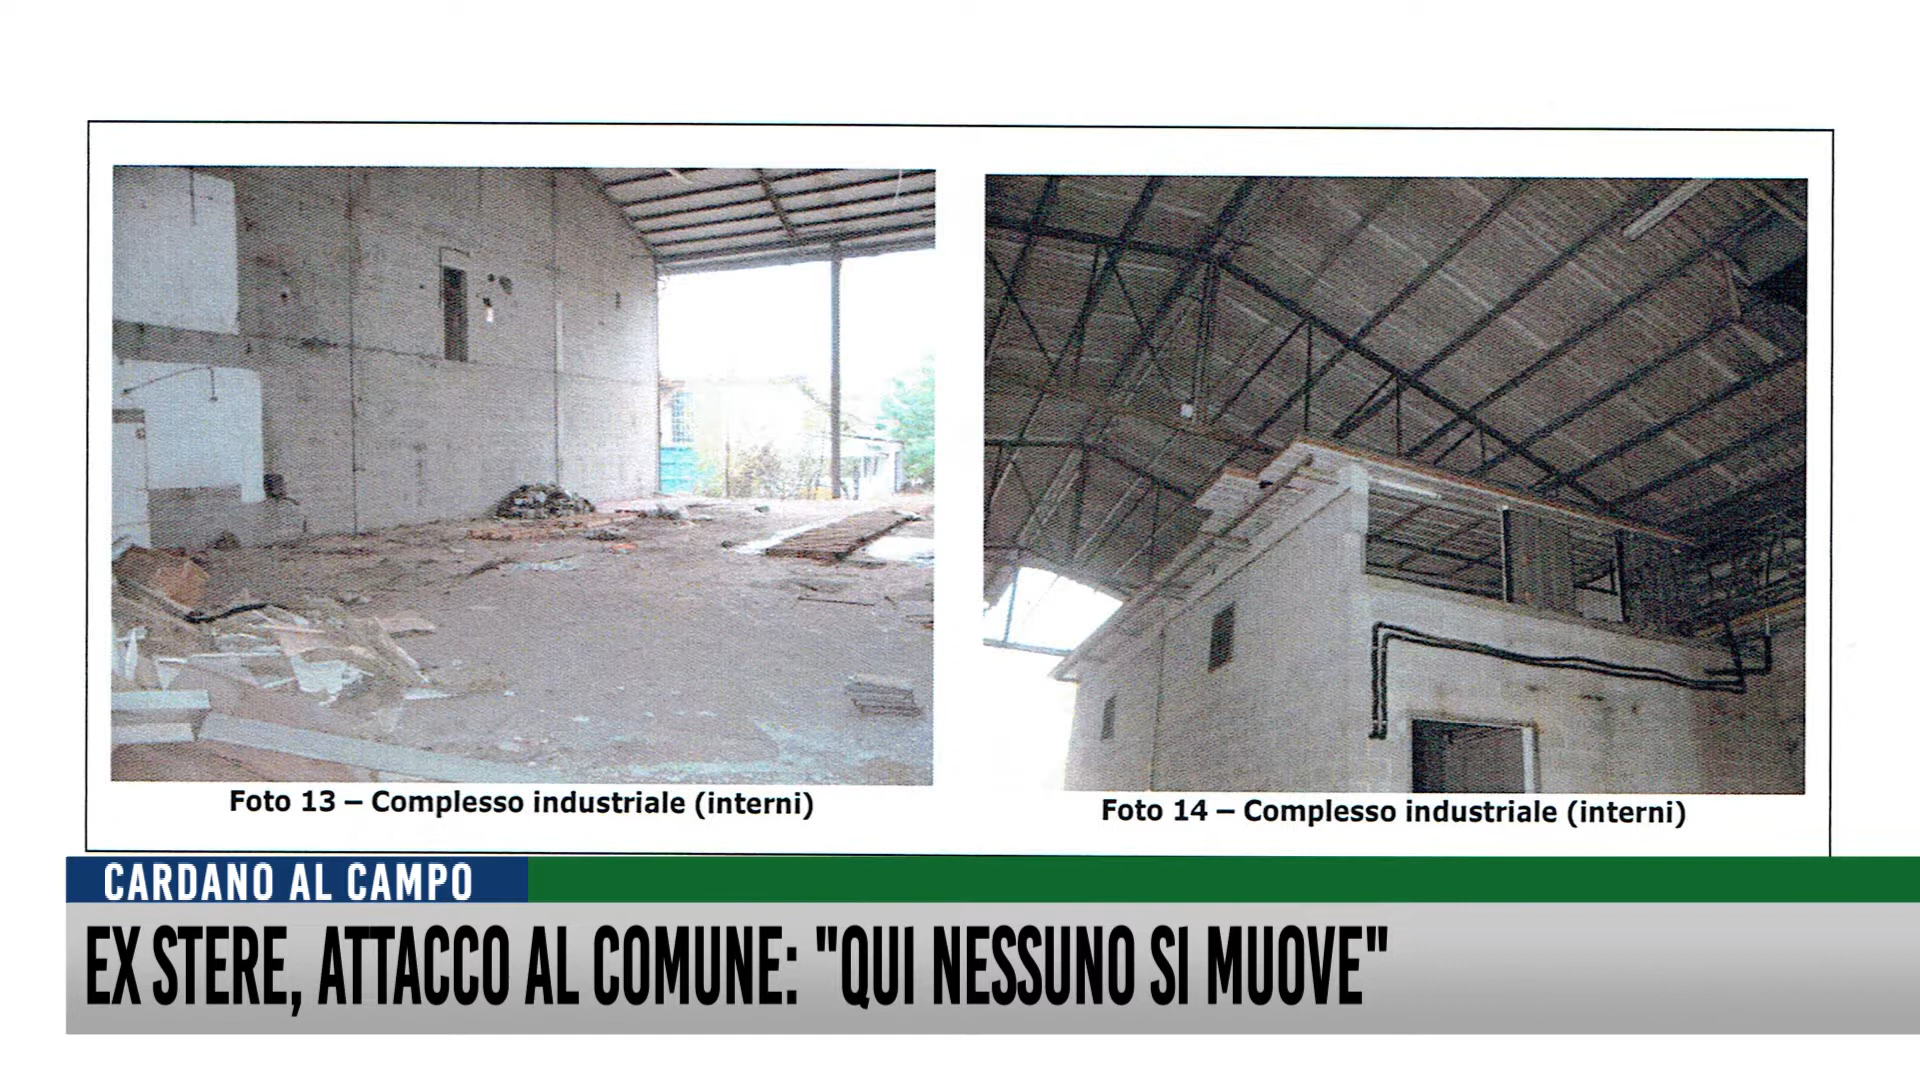 Foto 13 – Complesso industriale (interni)
Foto 14 – Complesso industriale (interni)
CARDANO AL CAMPO
EX STERE, ATTACCO AL COMUNE: "QUI NESSUNO SI MUOVE"